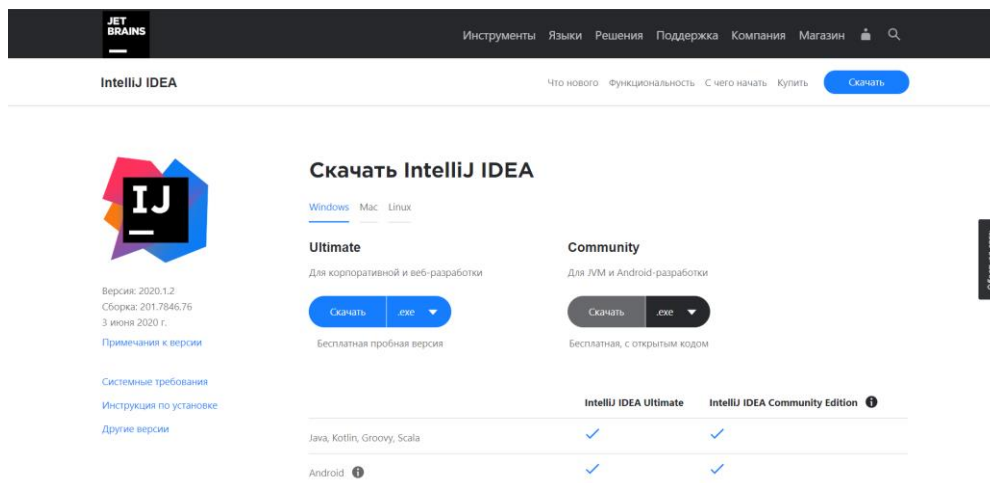 JET
BRAINS
Инструменты Языки Решения Поддержка Компания Магазин
IntelliJ IDEA
Что нового Функциональность С чего начать Купить Скачать
Скачать IntelliJ IDEA
IJ
Windows Mac Linux
Ultimate Community
Для корпоративной и веб-разработки Для JVM и Android-разработки
Версия: 2020.1.2
Сборка: 201.7846.76
3 июня 2020 г.
Примечания к версии
Скачать .exe Скачать .exe
Бесплатная пробная версия Бесплатная, с открытым кодом
Системные требования
Инструкция по установке
Другие версии
IntelliJ IDEA Ultimate IntelliJ IDEA Community Edition
Java, Kotlin, Groovy, Scala
Android